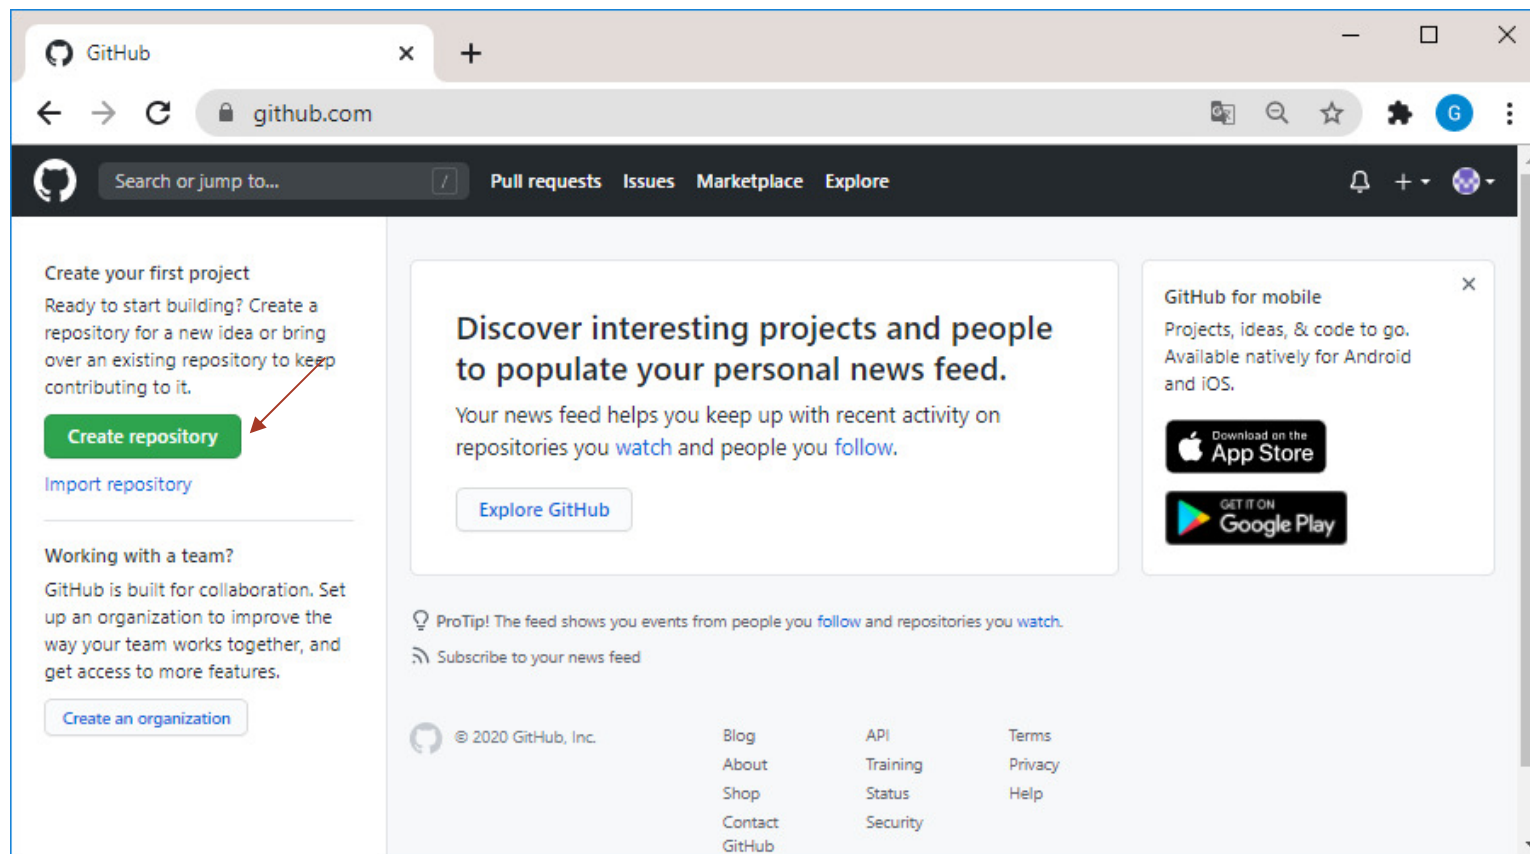 GitHub
github.com
G
Search or jump to...
/
Pull requests Issues Marketplace Explore
Create your first project
Ready to start building? Create a
repository for a new idea or bring
over an existing repository to keep
contributing to it.
Create repository
Import repository
Working with a team?
GitHub is built for collaboration. Set
up an organization to improve the
way your team works together, and
get access to more features.
Create an organization
Discover interesting projects and people
to populate your personal news feed.
Your news feed helps you keep up with recent activity on
repositories you watch and people you follow.
Explore GitHub
GitHub for mobile
Projects, ideas, & code to go.
Available natively for Android
and iOS.
Download on the
App Store
GET IT ON
Google Play
ProTip! The feed shows you events from people you follow and repositories you watch.
Subscribe to your news feed
© 2020 GitHub, Inc.
Blog
About
Shop
Contact
GitHub
API
Training
Status
Security
Terms
Privacy
Help